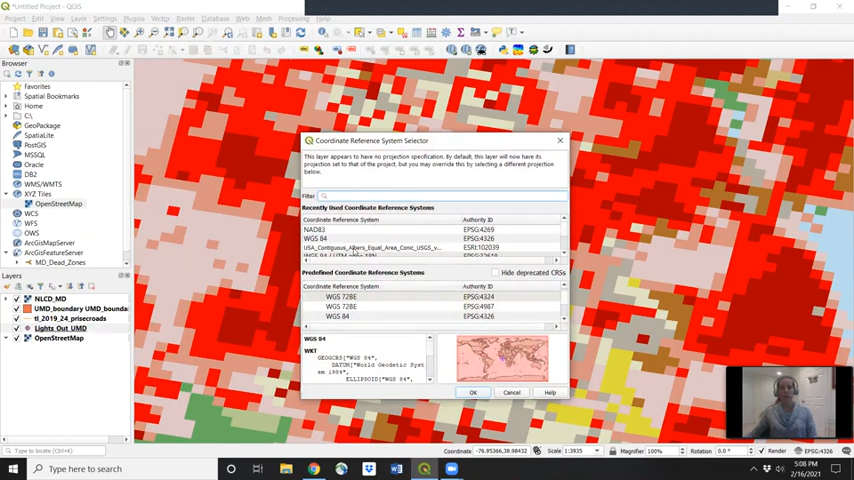 *Untitled Project - QGIS
Project Edit View Layer Settings Plugins Vector Raster Database Web Mesh Processing Help
Browser
Favorites
Spatial Bookmarks
Home
C:\
GeoPackage
SpatiaLite
PostGIS
MSSQL
Oracle
DB2
WMS/WMTS
XYZ Tiles
OpenStreetMap
WCS
WFS
OWS
ArcGisMapServer
ArcGisFeatureServer
MD_Dead_Zones
Layers
NLCD_MD
UMD_boundary UMD_boundary
tl_2019_24_prisecroads
Lights_Out_UMD
OpenStreetMap
Coordinate Reference System Selector
This layer appears to have no projection specification. By default, this layer will now have its
projection set to that of the project, but you may override this by selecting a different projection
below.
Filter
Recently Used Coordinate Reference Systems
Coordinate Reference System Authority ID
NAD83 EPSG:4269
WGS 84 EPSG:4326
USA_Contiguous_Albers_Equal_Area_Conic_USGS_v... ESRI:102039
Predefined Coordinate Reference Systems
Hide deprecated CRSs
Coordinate Reference System Authority ID
WGS 72BE EPSG:4324
WGS 72BE EPSG:4987
WGS 84 EPSG:4326
WGS 84
WKT
GEOGCRS["WGS 84",
DATUM["World Geodetic Syst
em 1984",
ELLIPSOID["WGS 84",
OK Cancel Help
Type to locate (Ctrl+K)
Coordinate -76.95366,38.98432 Scale 1:3935 Magnifier 100% Rotation 0.0 ° Render EPSG:4326
Type here to search
5:08 PM
2/16/2021